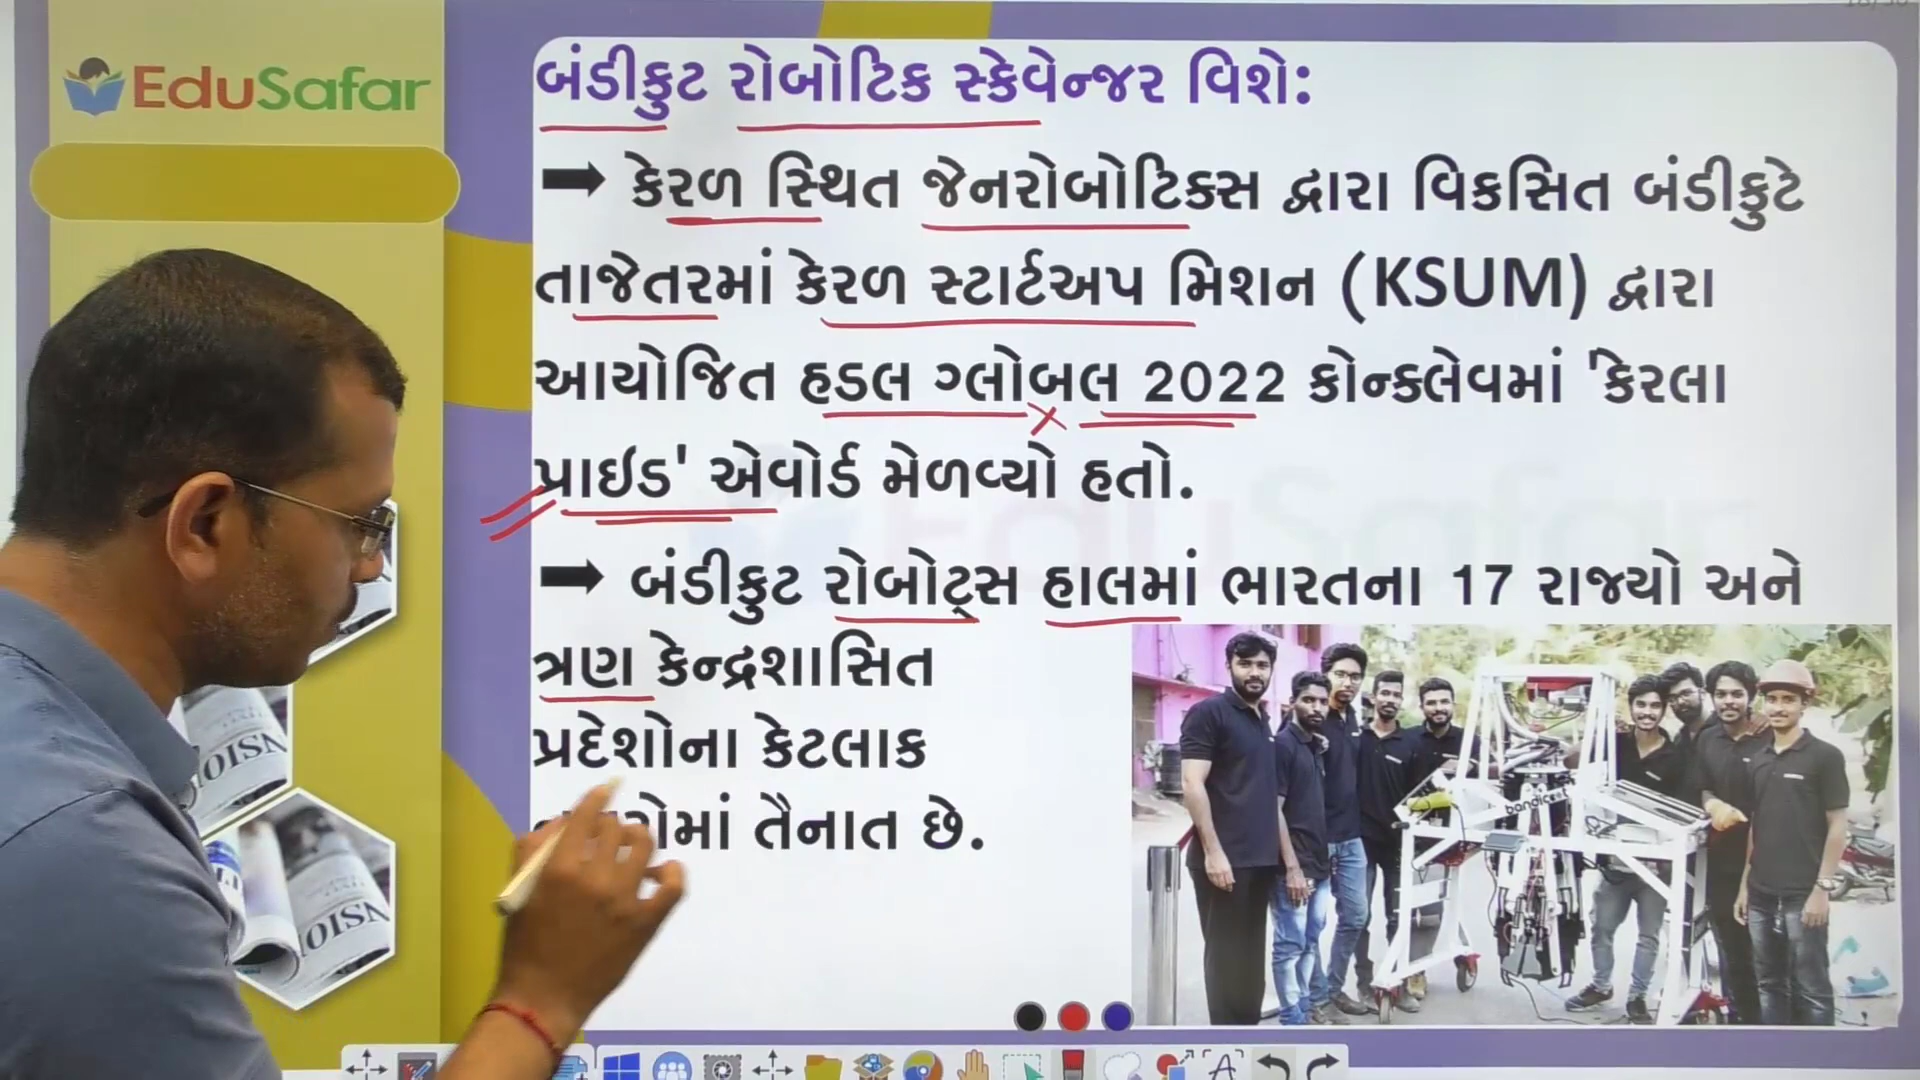 EduSafar
બંડીકુટ રોબોટિક સ્કેવેન્જર વિશે:
➡ કેરળ સ્થિત જેનરોબોટિક્સ દ્વારા વિકસિત બંડીકુટે
તાજેતરમાં કેરળ સ્ટાર્ટઅપ મિશન (KSUM) દ્વારા
આયોજિત હડલ ગ્લોબલ 2022 કોન્ક્લેવમાં 'કેરલા
પ્રાઇડ' એવોર્ડ મેળવ્યો હતો.
➡ બંડીકુટ રોબોટ્સ હાલમાં ભારતના 17 રાજ્યો અને
ત્રણ કેન્દ્રશાસિત
પ્રદેશોના કેટલાક
તૈનાત છે.
bandicoot